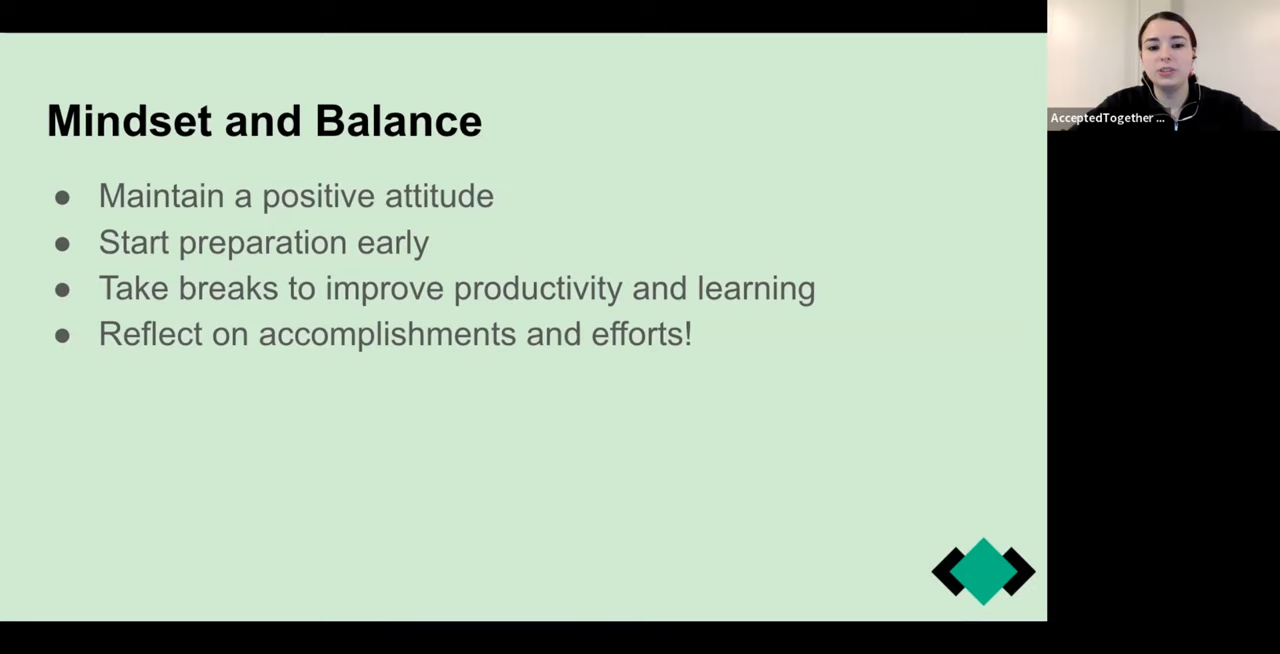 Mindset and Balance
● Maintain a positive attitude
● Start preparation early
● Take breaks to improve productivity and learning
● Reflect on accomplishments and efforts!
AcceptedTogether ...